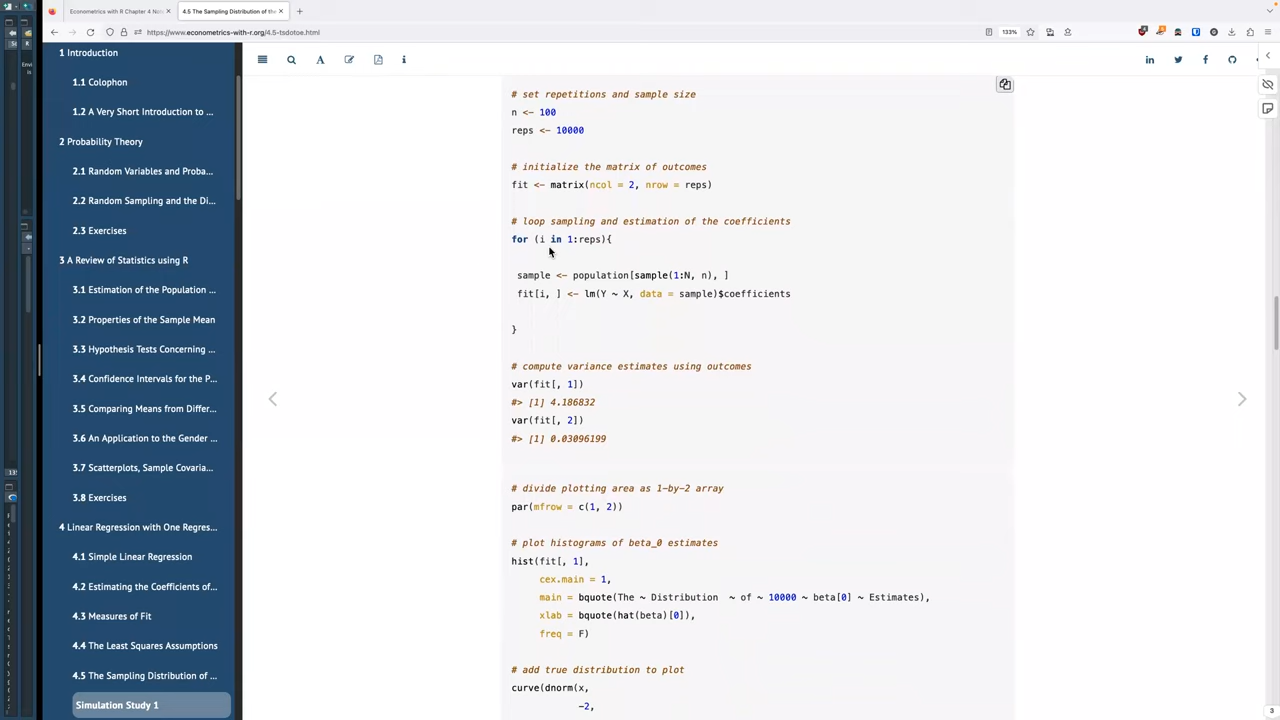 Econometrics with R Chapter 4 Not
4.5 The Sampling Distribution of the
https://www.econometrics-with-r.org/4.5-tsdotoe.html
133%
1 Introduction
1.1 Colophon
1.2 A Very Short Introduction to ...
2 Probability Theory
2.1 Random Variables and Proba...
2.2 Random Sampling and the Di...
2.3 Exercises
3 A Review of Statistics using R
3.1 Estimation of the Population ...
3.2 Properties of the Sample Mean
3.3 Hypothesis Tests Concerning ...
3.4 Confidence Intervals for the P...
3.5 Comparing Means from Differ...
3.6 An Application to the Gender ...
3.7 Scatterplots, Sample Covaria...
3.8 Exercises
4 Linear Regression with One Regres...
4.1 Simple Linear Regression
4.2 Estimating the Coefficients of...
4.3 Measures of Fit
4.4 The Least Squares Assumptions
4.5 The Sampling Distribution of ...
Simulation Study 1
# set repetitions and sample size
n <- 100
reps <- 10000
# initialize the matrix of outcomes
fit <- matrix(ncol = 2, nrow = reps)
# loop sampling and estimation of the coefficients
for (i in 1:reps){
sample <- population[sample(1:N, n), ]
fit[i, ] <- lm(Y ~ X, data = sample)$coefficients
}
# compute variance estimates using outcomes
var(fit[, 1])
#> [1] 4.186832
var(fit[, 2])
#> [1] 0.03096199
# divide plotting area as 1-by-2 array
par(mfrow = c(1, 2))
# plot histograms of beta_0 estimates
hist(fit[, 1],
cex.main = 1,
main = bquote(The ~ Distribution  ~ of ~ 10000 ~ beta[0] ~ Estimates),
xlab = bquote(hat(beta)[0]),
freq = F)
# add true distribution to plot
curve(dnorm(x,
-2,
3